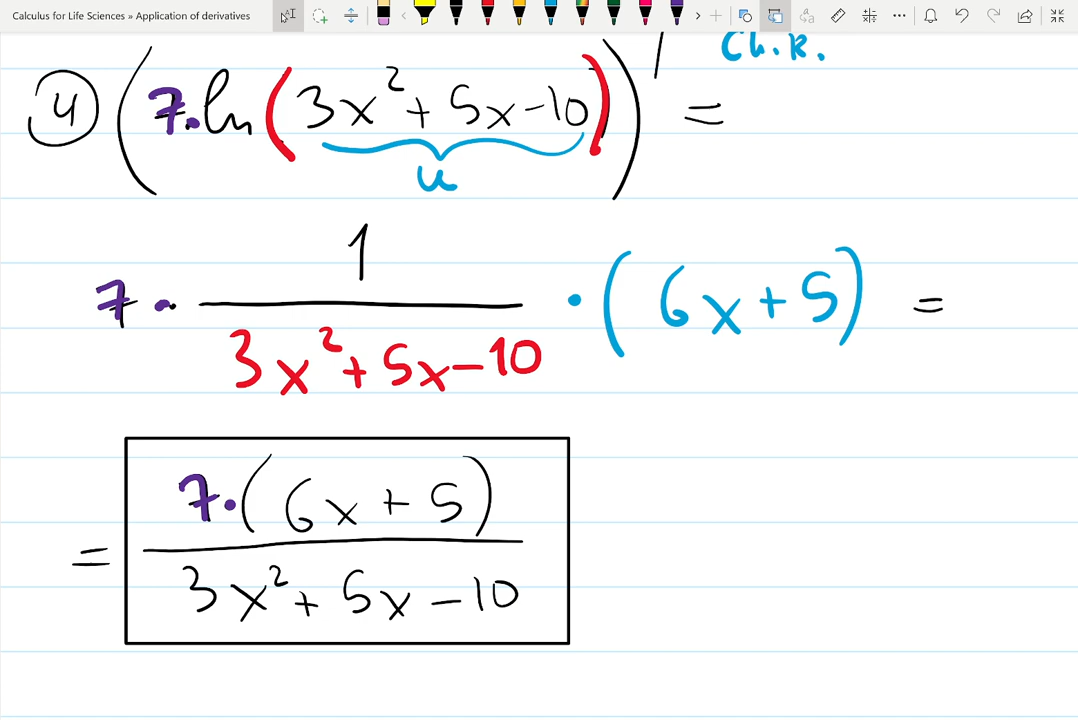 Calculus for Life Sciences » Application of derivatives
Ch. R.
4 (7·ln(3x² + 5x-10))' =
u
7 · 1 / (3x² + 5x-10) · (6x+5) =
= 7·(6x + 5) / (3x² + 5x - 10)